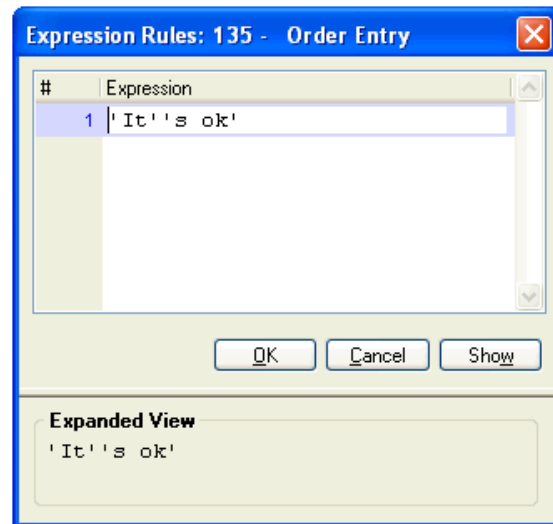 Expression Rules: 135 - Order Entry
# Expression
1 'It''s ok'
OK Cancel Show
Expanded View
'It''s ok'